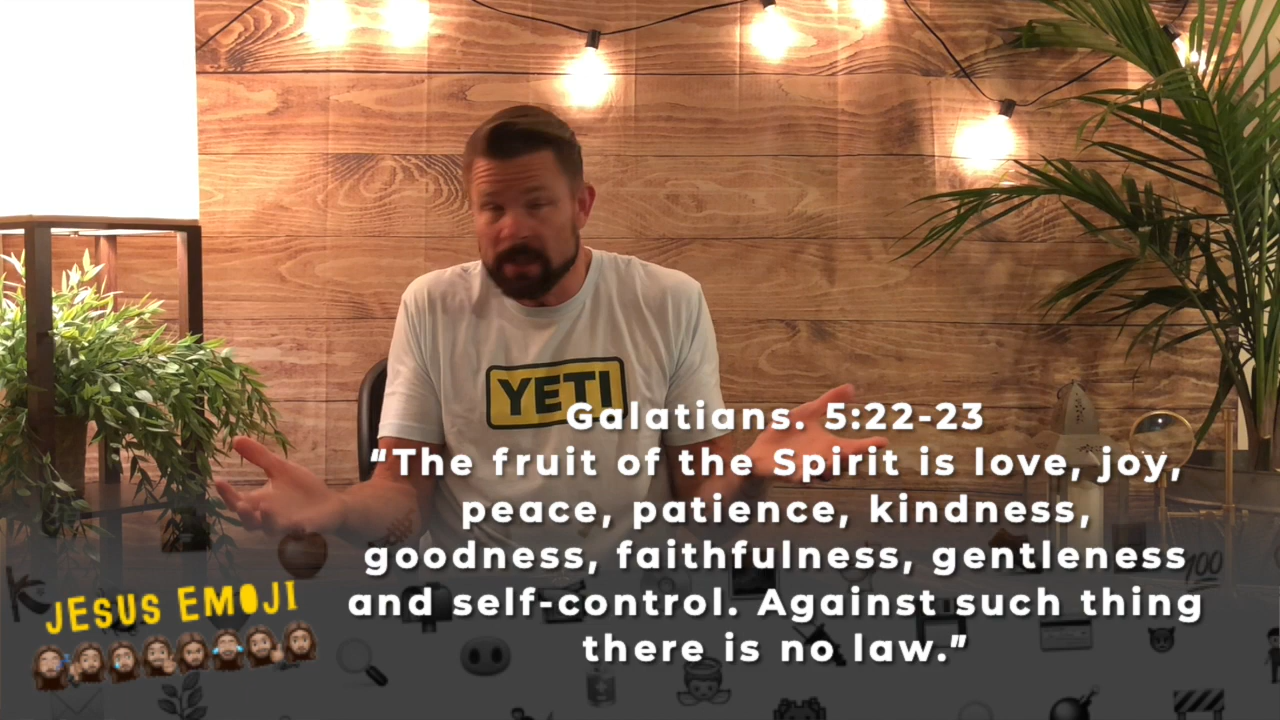 YETI
Galatians. 5:22-23
“The fruit of the Spirit is love, joy,
peace, patience, kindness,
goodness, faithfulness, gentleness
and self-control. Against such thing
there is no law.”
JESUS EMOJI
100